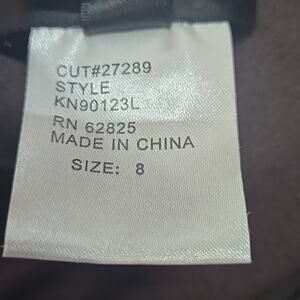 CUT#27289
STYLE
KN90123L
RN 62825
MADE IN CHINA
SIZE: 8